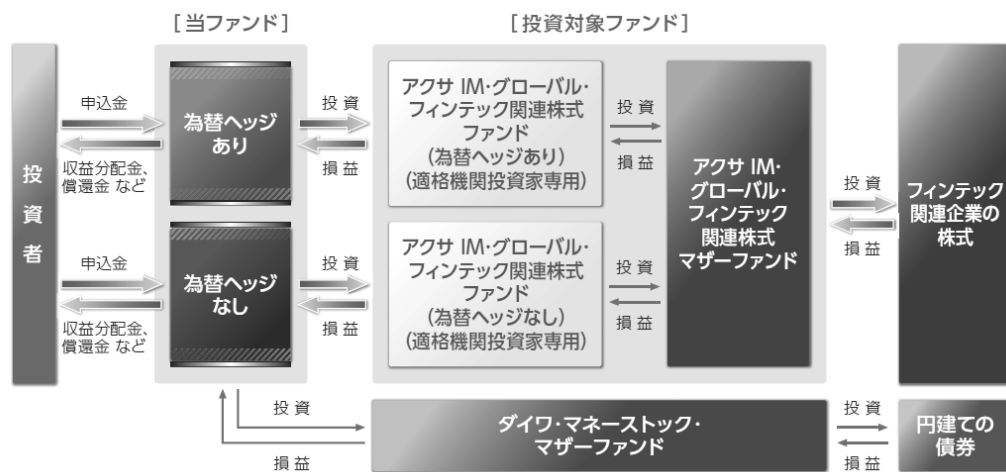 [当ファンド]
[投資対象ファンド]
投資者
申込金
収益分配金、
償還金 など
為替ヘッジ
あり
投 資
損 益
アクサ IM・グローバル・
フィンテック関連株式
ファンド
(為替ヘッジあり)
(適格機関投資家専用)
投 資
損 益
申込金
収益分配金、
償還金 など
為替ヘッジ
なし
投 資
損 益
アクサ IM・グローバル・
フィンテック関連株式
ファンド
(為替ヘッジなし)
(適格機関投資家専用)
投 資
損 益
アクサ IM・
グローバル・
フィンテック
関連株式
マザーファンド
投 資
損 益
フィンテック
関連企業の
株式
投 資
損 益
ダイワ・マネーストック・
マザーファンド
投 資
損 益
円建ての
債券